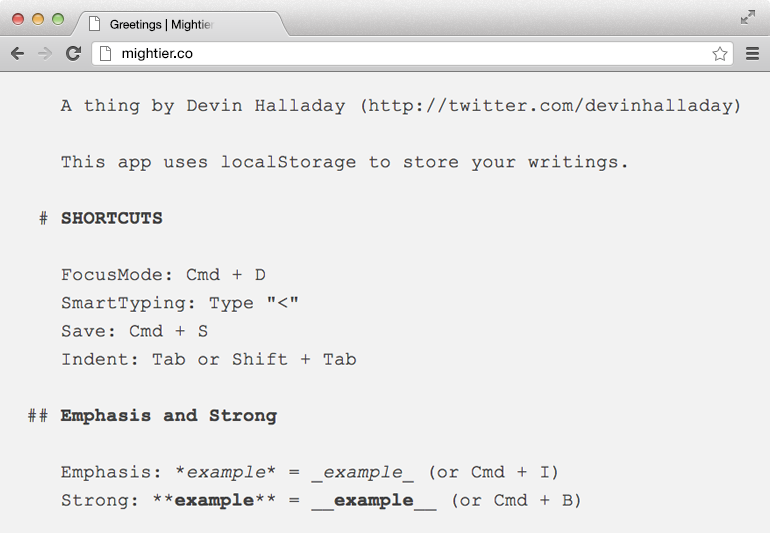 Greetings | Mightier
mightier.co
A thing by Devin Halladay (http://twitter.com/devinhalladay)
This app uses localStorage to store your writings.
# SHORTCUTS
FocusMode: Cmd + D
SmartTyping: Type "<"
Save: Cmd + S
Indent: Tab or Shift + Tab
## Emphasis and Strong
Emphasis: *example* = _example_ (or Cmd + I)
Strong: **example** = __example__ (or Cmd + B)